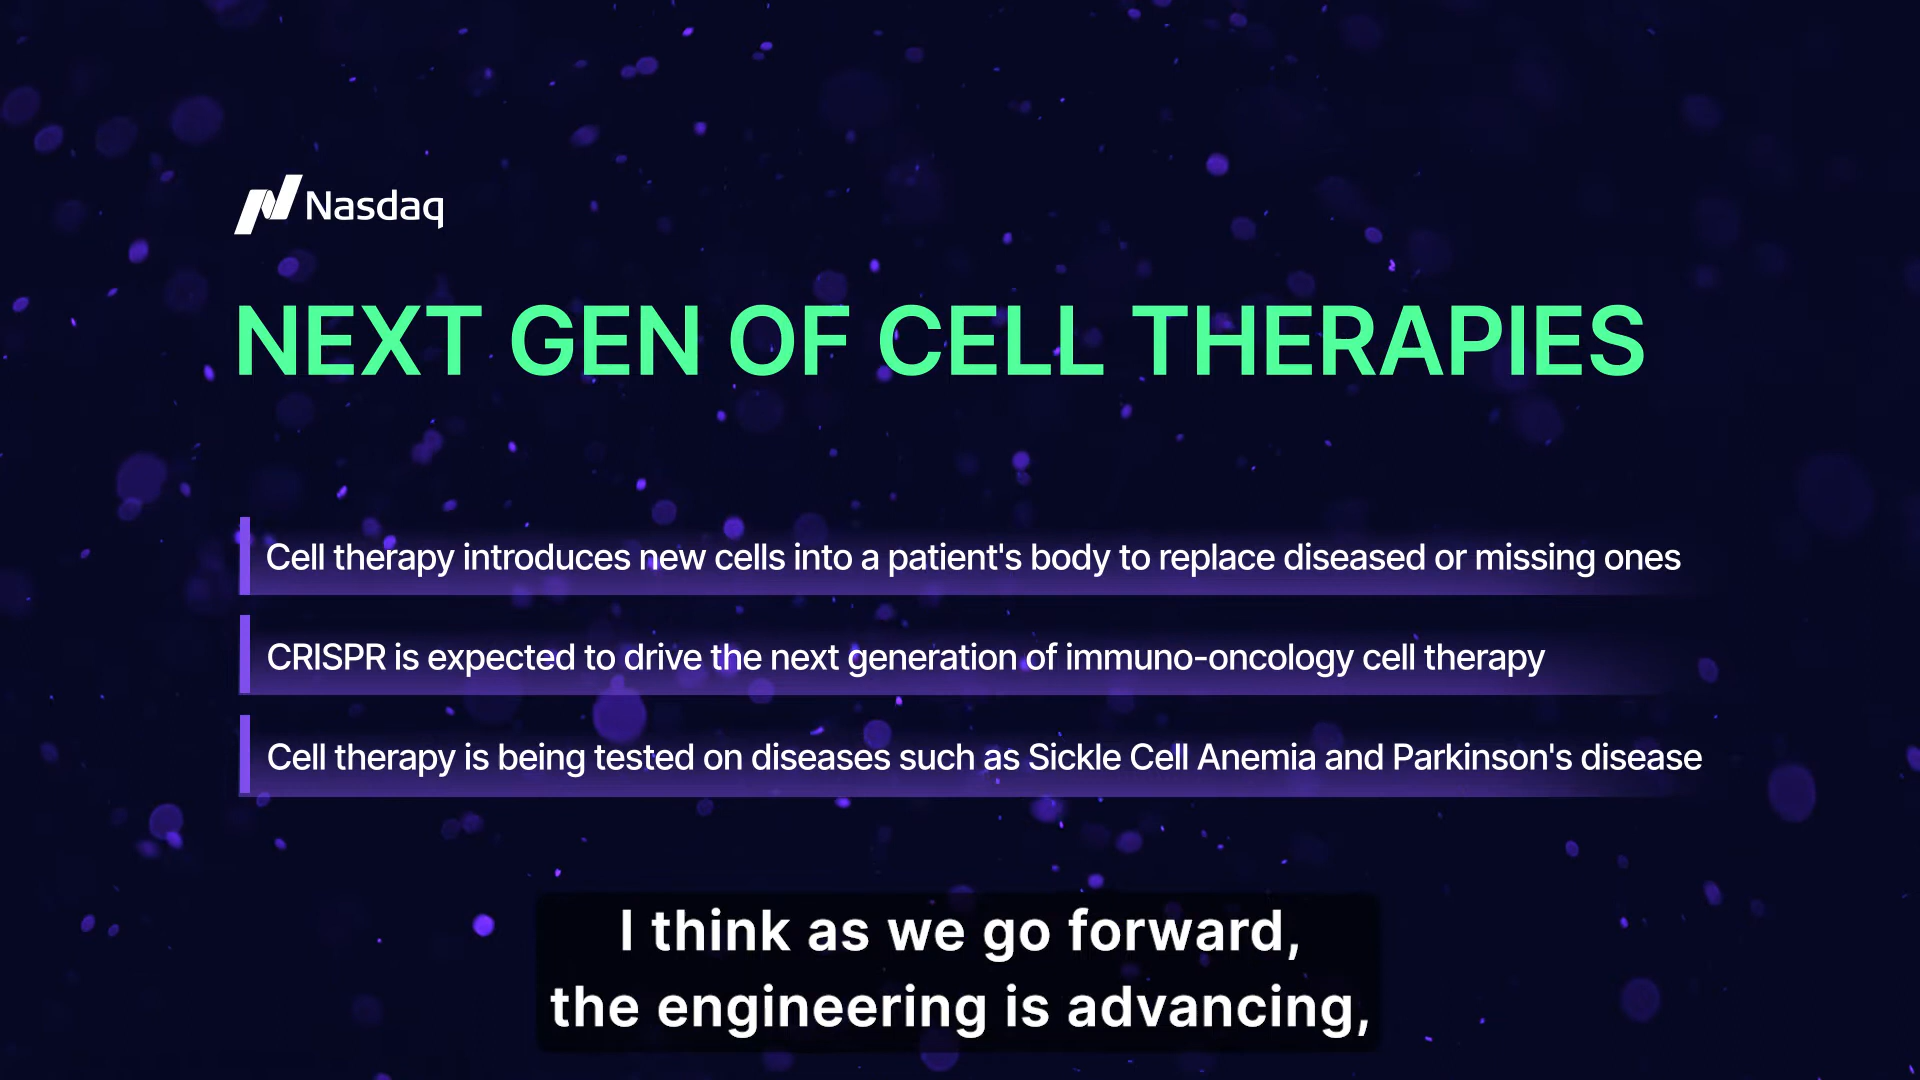 Nasdaq
NEXT GEN OF CELL THERAPIES
Cell therapy introduces new cells into a patient's body to replace diseased or missing ones
CRISPR is expected to drive the next generation of immuno-oncology cell therapy
Cell therapy is being tested on diseases such as Sickle Cell Anemia and Parkinson's disease
I think as we go forward,
the engineering is advancing,